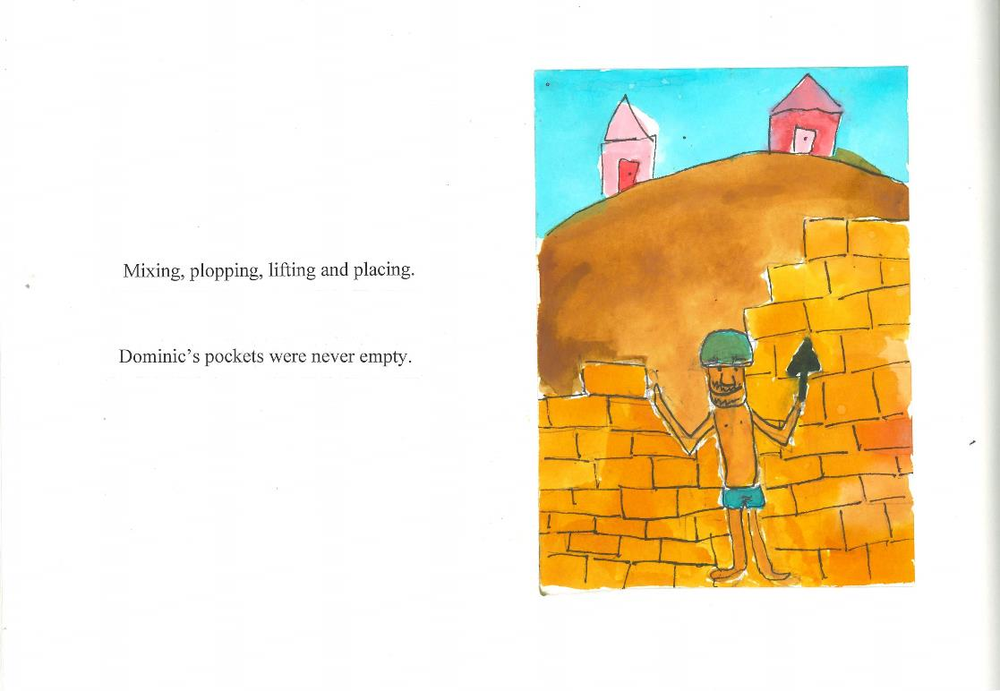 Mixing, plopping, lifting and placing.
Dominic’s pockets were never empty.